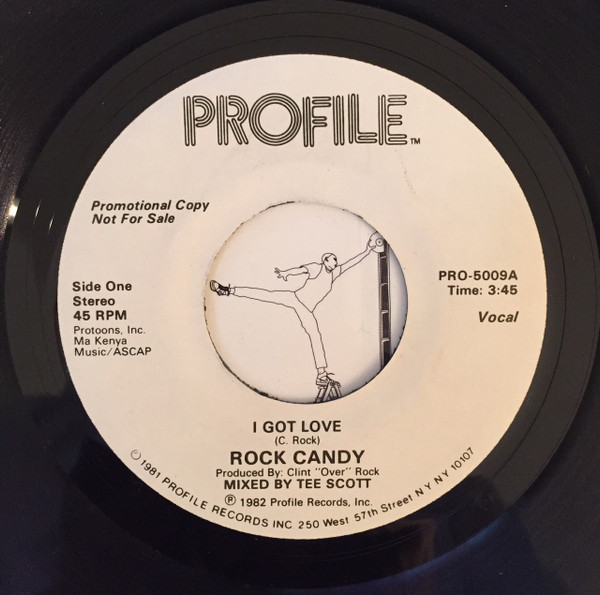 PROFILE™
Promotional Copy
Not For Sale
Side One
Stereo
45 RPM
Protoons, Inc.
Ma Kenya
Music/ASCAP
PRO-5009A
Time: 3:45
Vocal
I GOT LOVE
(C. Rock)
ROCK CANDY
Produced By: Clint "Over" Rock
MIXED BY TEE SCOTT
℗ 1982 Profile Records, Inc.
© 1981 PROFILE RECORDS INC 250 West 57th Street NY NY 10107